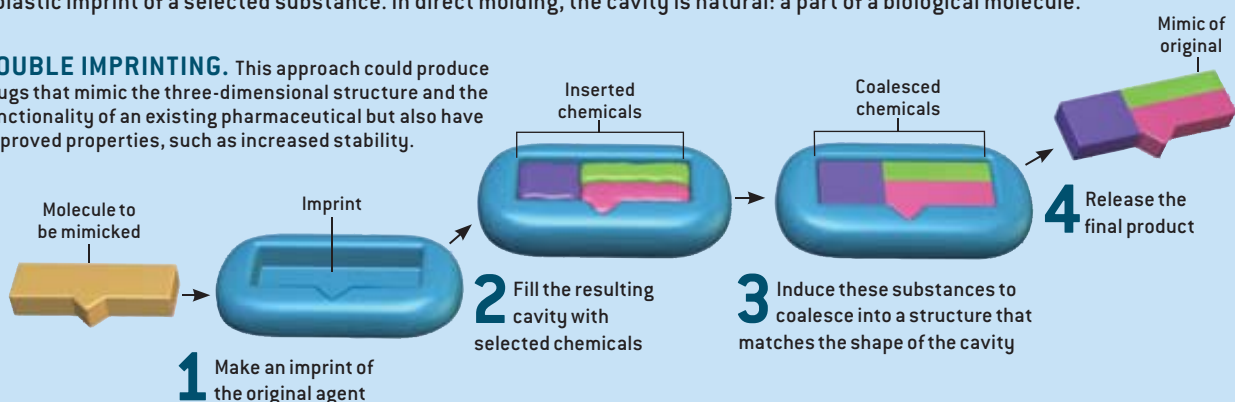 plastic imprint of a selected substance. In direct molding, the cavity is natural: a part of a biological molecule.
Mimic of
original
OUBLE IMPRINTING. This approach could produce
ugs that mimic the three-dimensional structure and the
nctionality of an existing pharmaceutical but also have
proved properties, such as increased stability.
Inserted
chemicals
Coalesced
chemicals
Molecule to
be mimicked
Imprint
1 Make an imprint of
the original agent
2 Fill the resulting
cavity with
selected chemicals
3 Induce these substances to
coalesce into a structure that
matches the shape of the cavity
4 Release the
final product